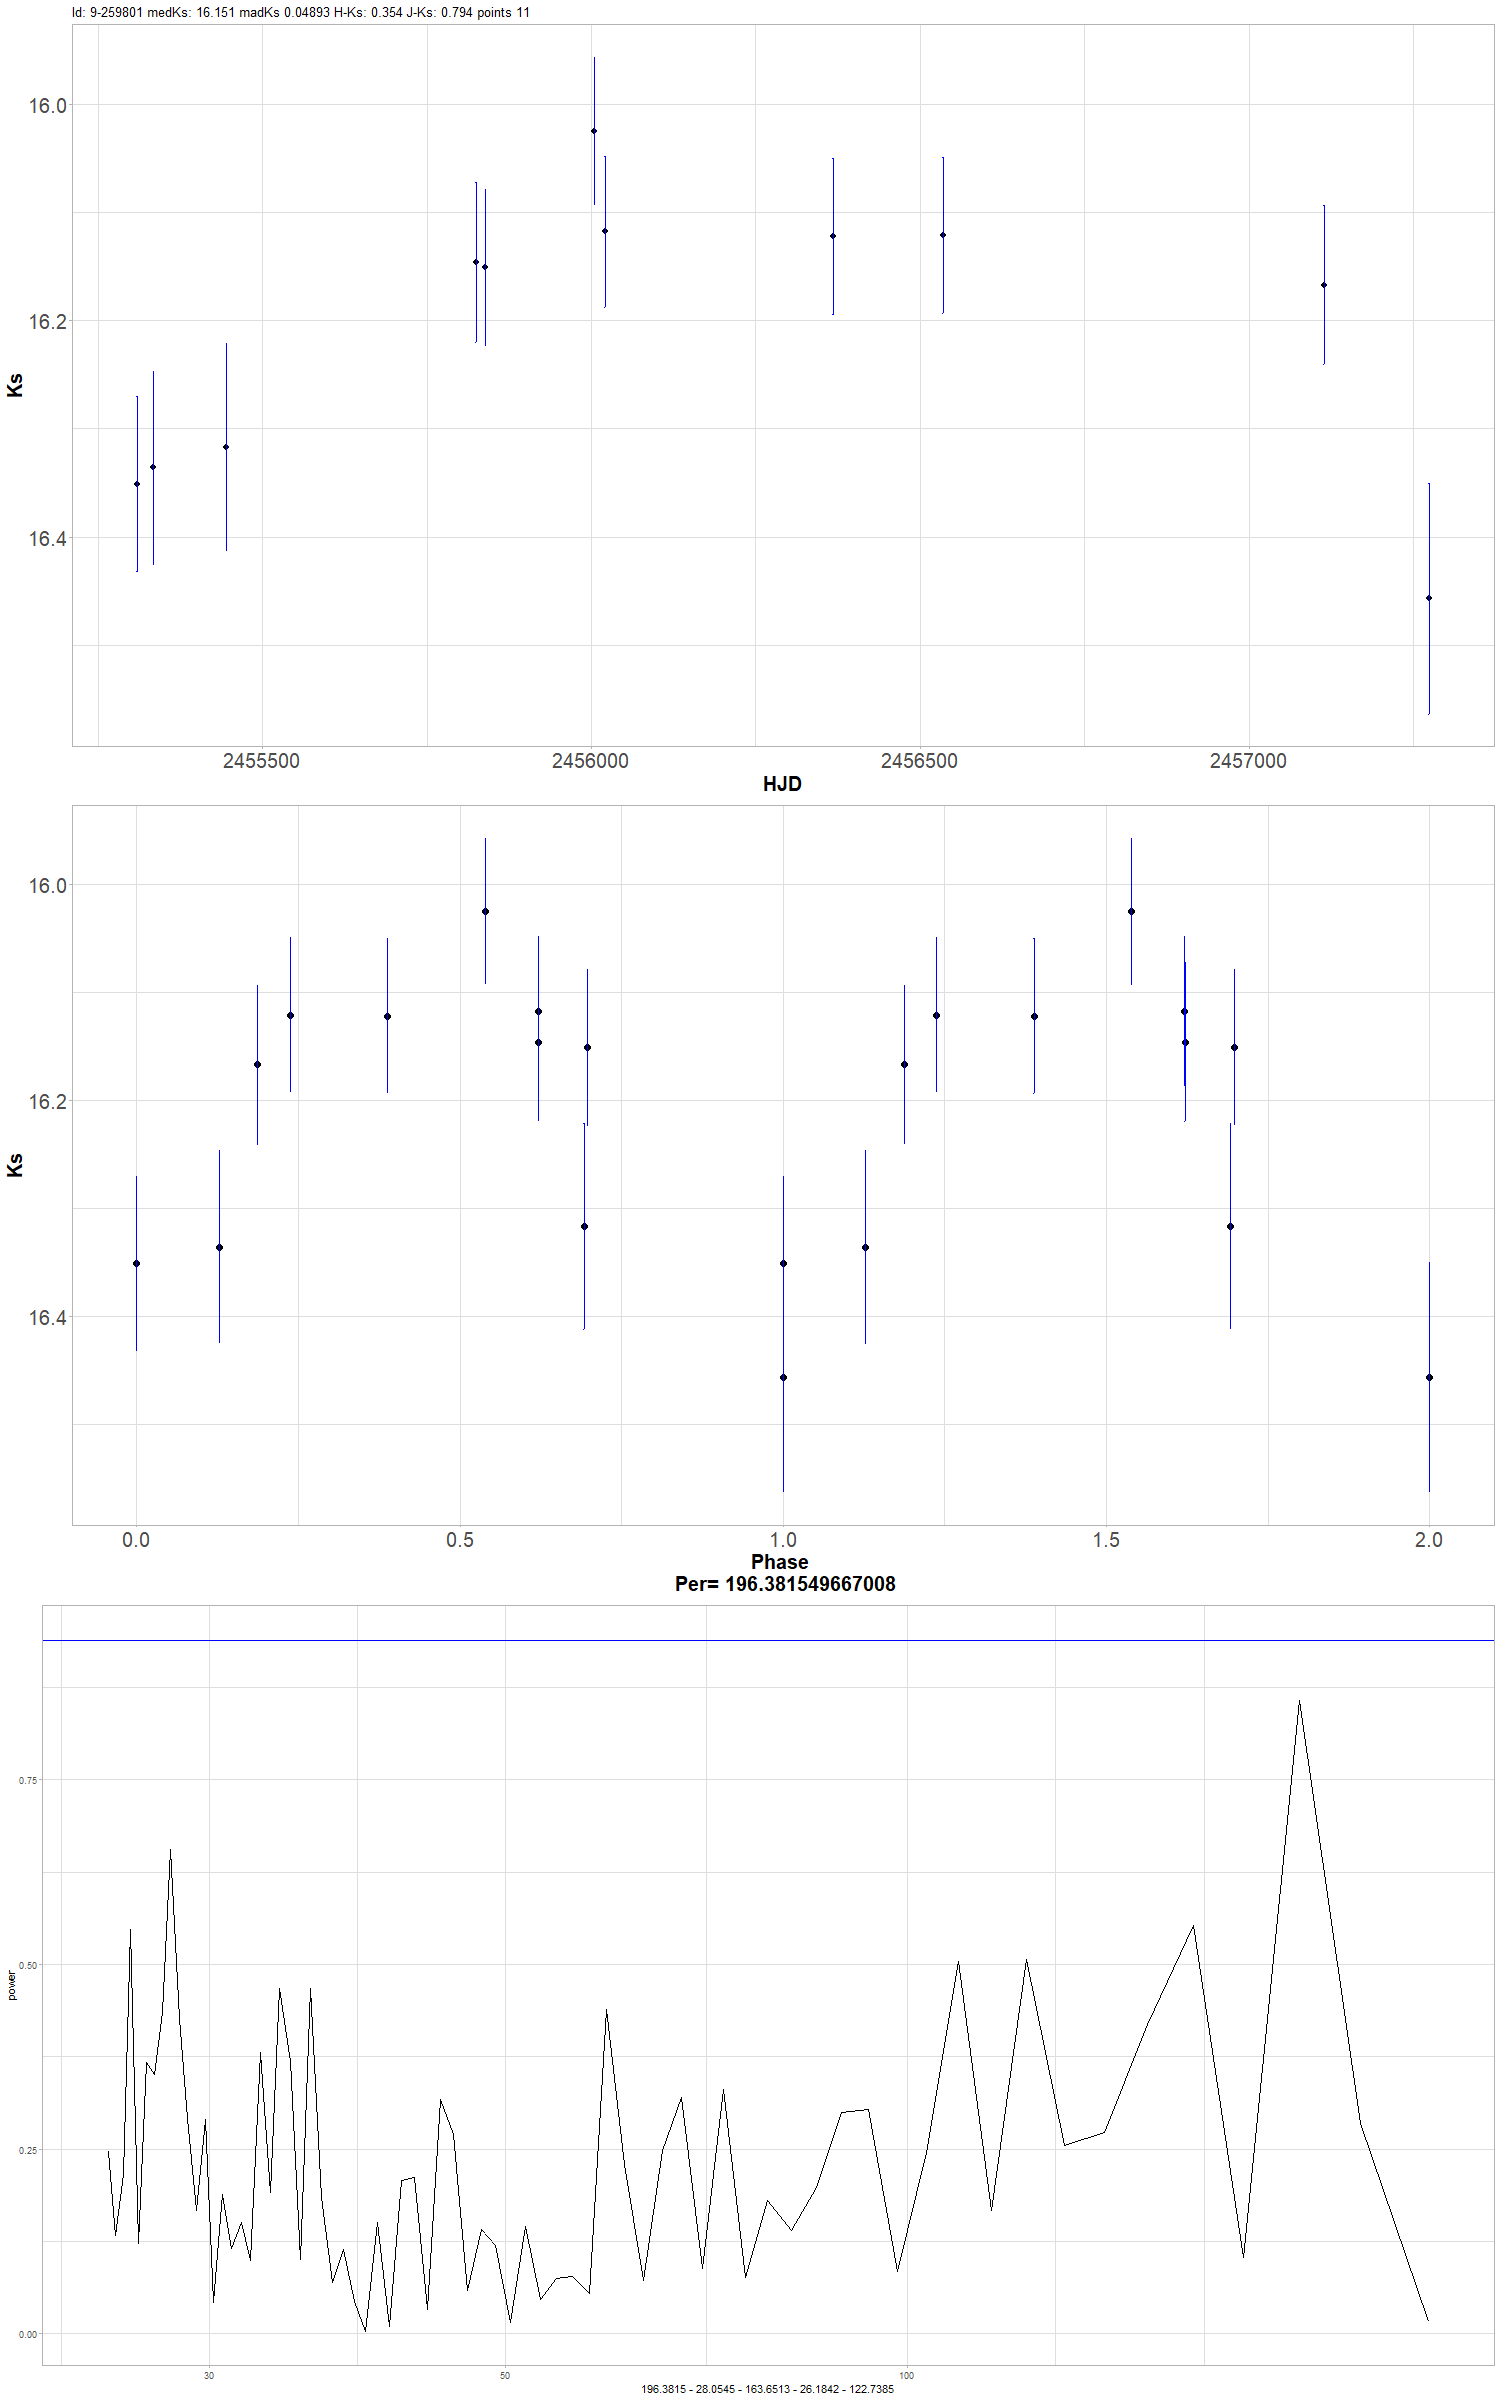 Id: 9-259801 medKs: 16.151 madKs 0.04893 H-Ks: 0.354 J-Ks: 0.794 points 11
16.0
16.2
16.4
Ks
2455500 2456000 2456500 2457000
HJD
16.0
16.2
16.4
Ks
0.0 0.5 1.0 1.5 2.0
Phase
Per= 196.381549667008
0.75
0.50
0.25
0.00
power
30 50 100
196.3815 - 28.0545 - 163.6513 - 26.1842 - 122.7385